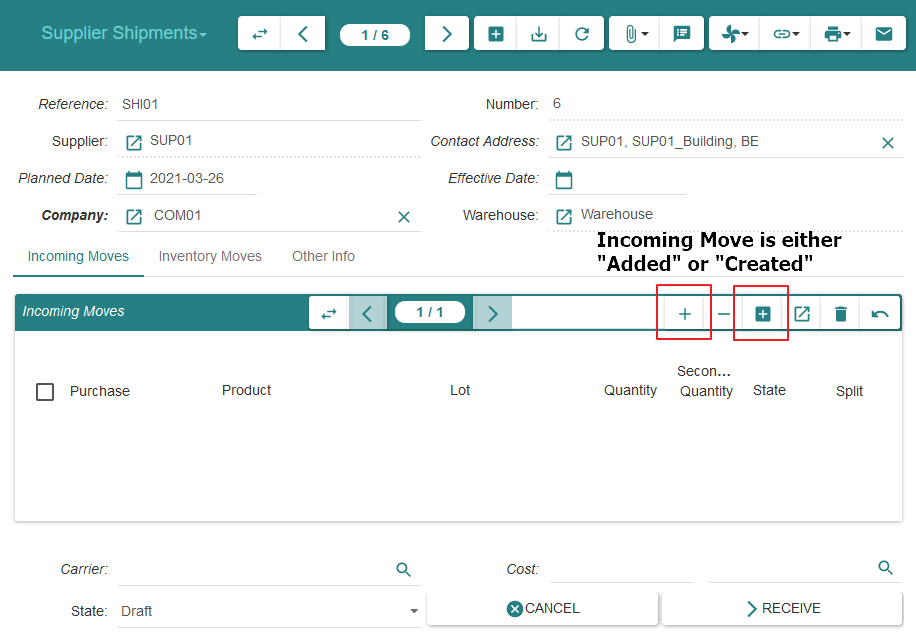 Supplier Shipments
1 / 6
Reference: SHI01 Number: 6
Supplier: SUP01 Contact Address: SUP01, SUP01_Building, BE
Planned Date: 2021-03-26 Effective Date:
Company: COM01 Warehouse: Warehouse
Incoming Move is either
"Added" or "Created"
Incoming Moves Inventory Moves Other Info
Incoming Moves 1 / 1
Purchase Product Lot Quantity Secon... Quantity State Split
Carrier: Cost:
State: Draft CANCEL RECEIVE